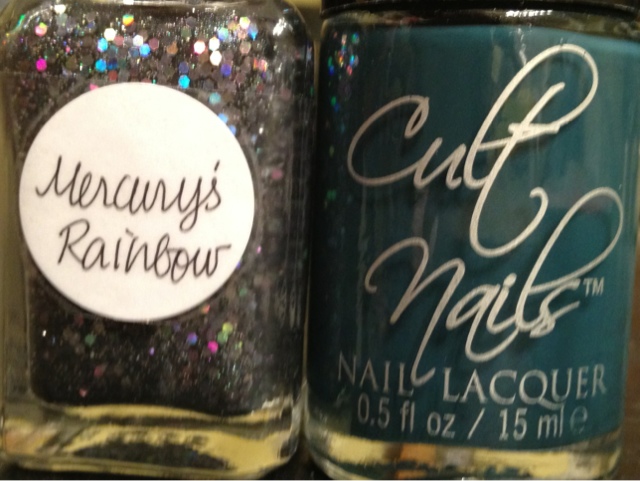 Mercury's
Rainbow
Cult
Nails™
NAIL LACQUER
0.5 fl oz / 15 ml ℮